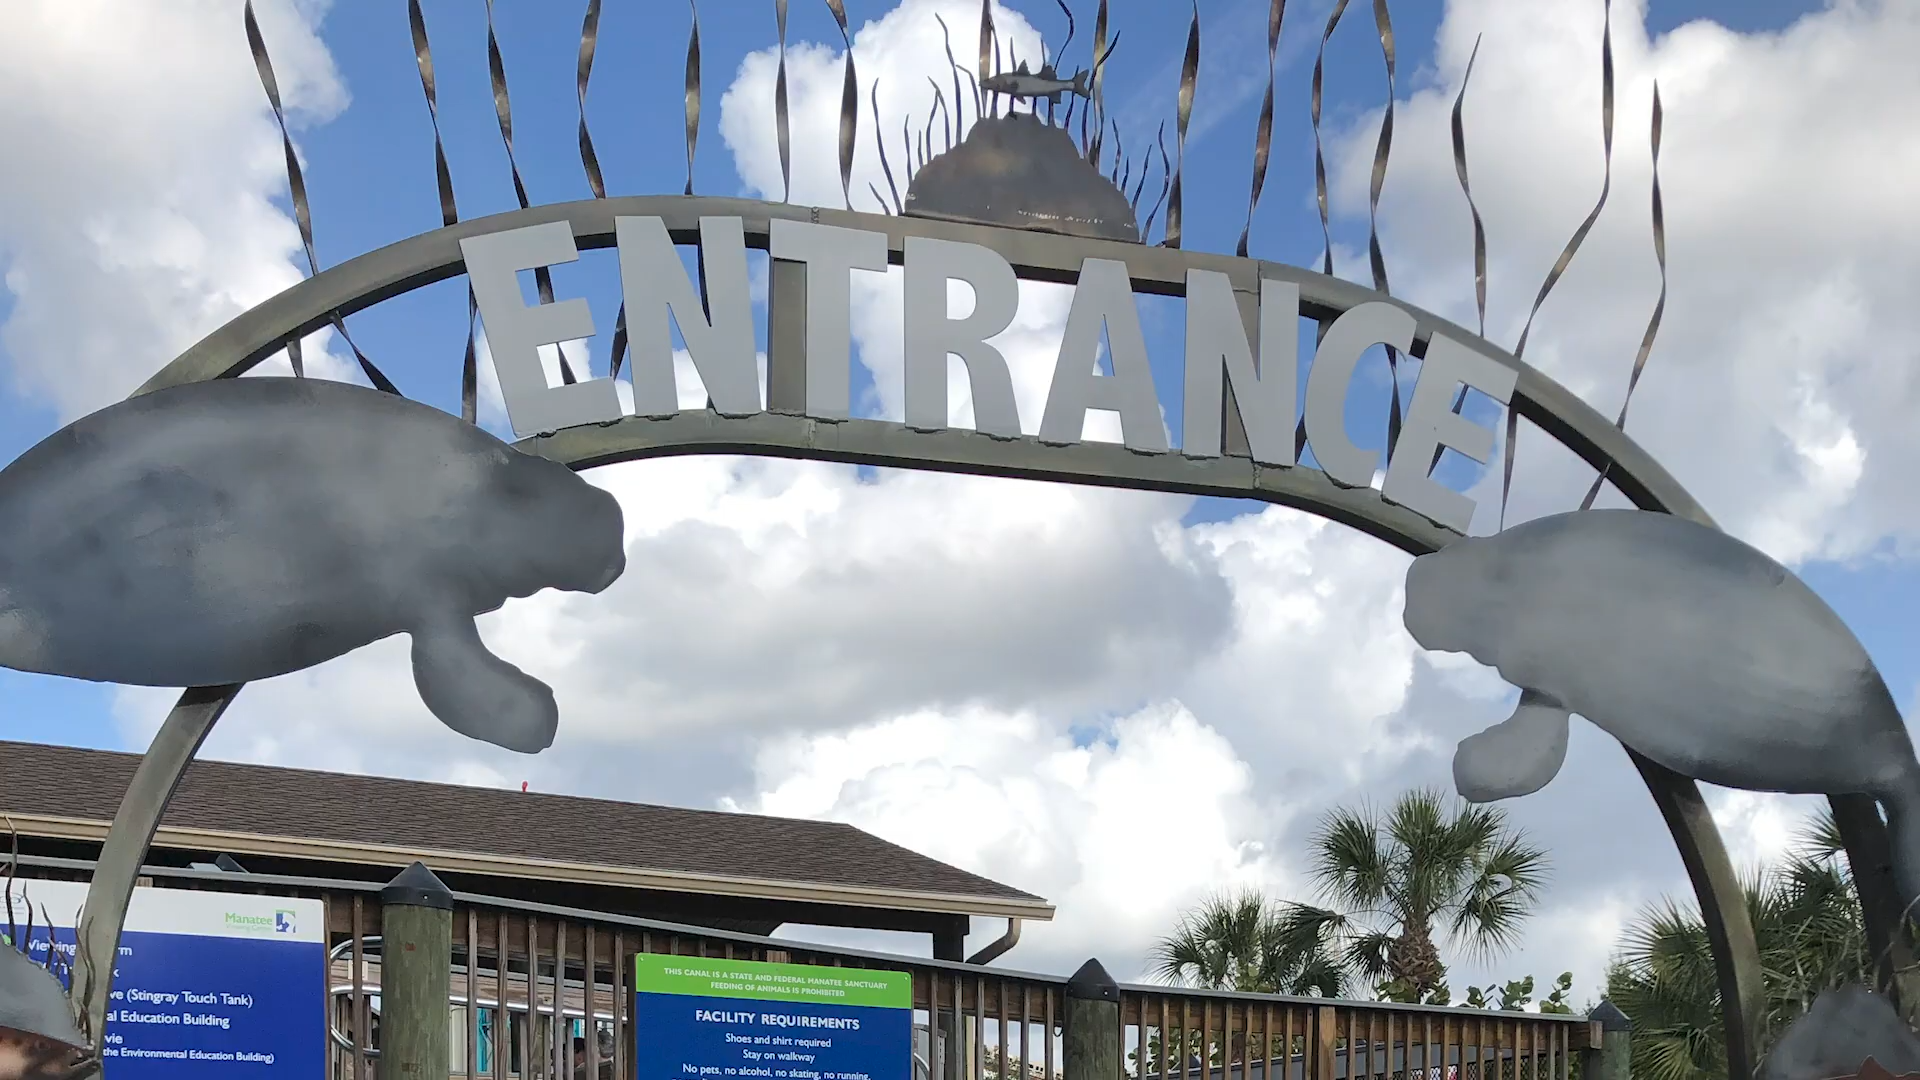 ENTRANCE
Manatee
Viewing
ve (Stingray Touch Tank)
al Education Building
vie
the Environmental Education Building)
THIS CANAL IS A STATE AND FEDERAL MANATEE SANCTUARY
FEEDING OF ANIMALS IS PROHIBITED
FACILITY REQUIREMENTS
Shoes and shirt required
Stay on walkway
No pets, no alcohol, no skating, no running,